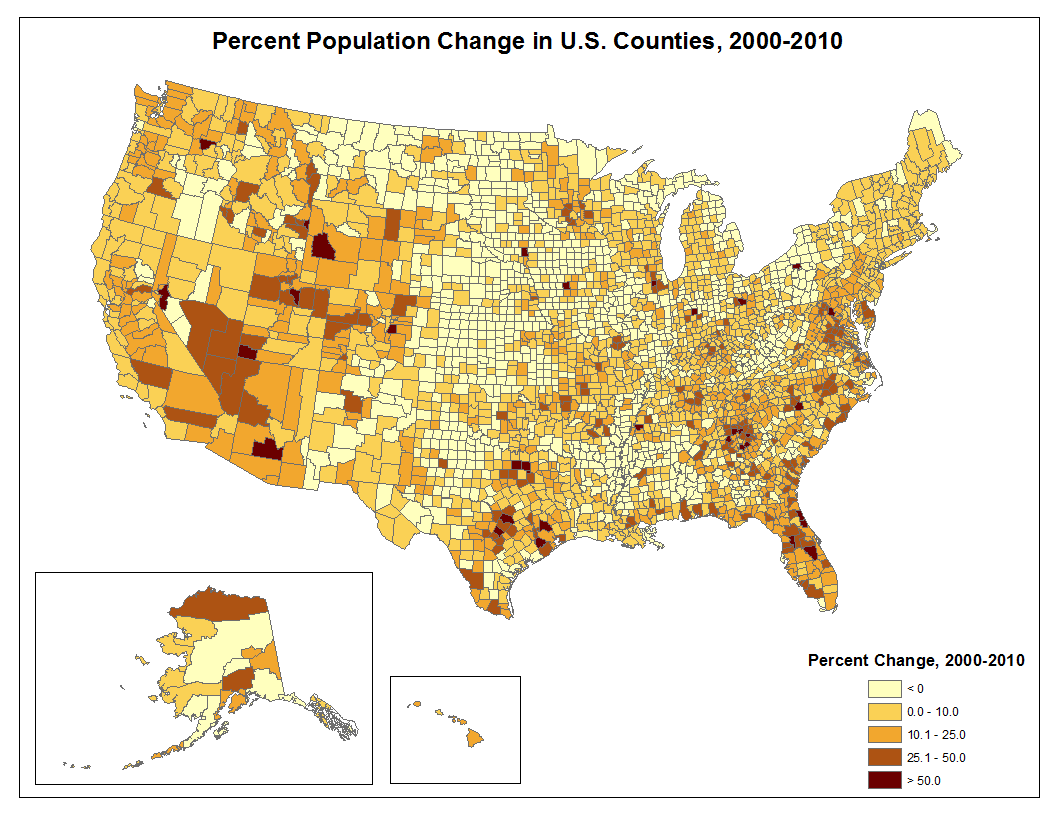 Percent Population Change in U.S. Counties, 2000-2010
Percent Change, 2000-2010
< 0
0.0 - 10.0
10.1 - 25.0
25.1 - 50.0
> 50.0